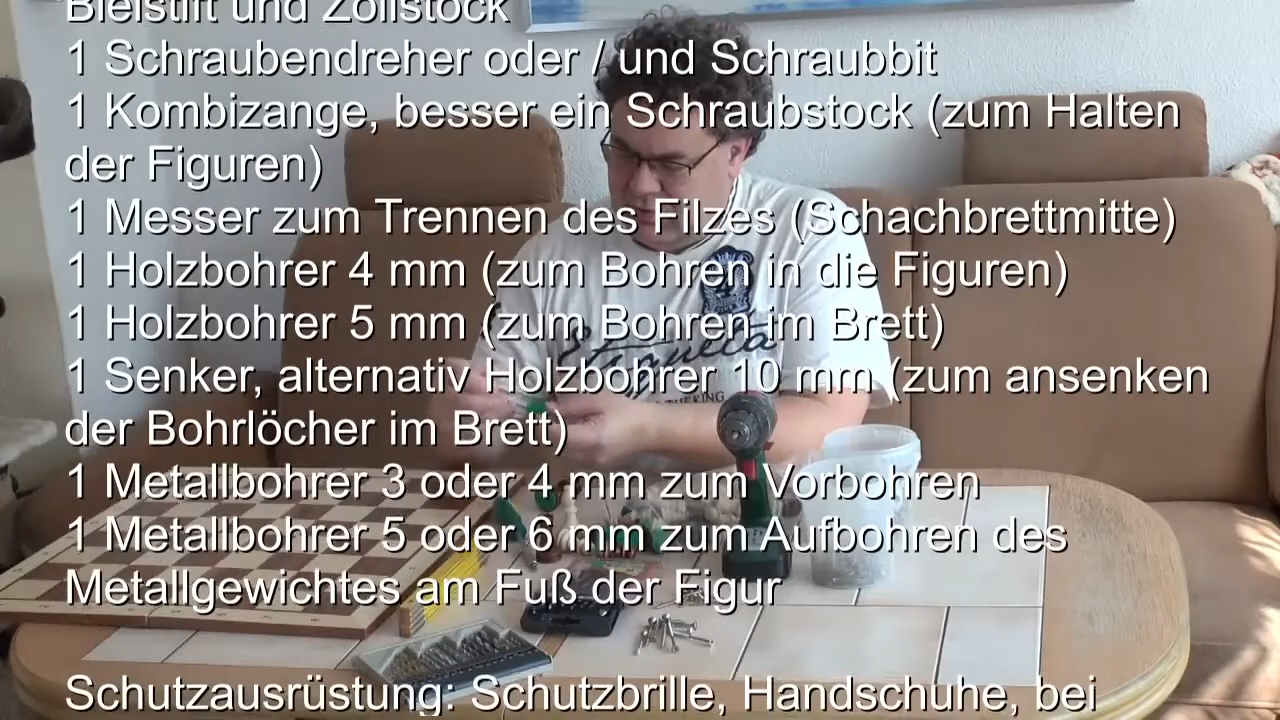 Bleistift und Zollstock
1 Schraubendreher oder / und Schraubbit
1 Kombizange, besser ein Schraubstock (zum Halten
der Figuren)
1 Messer zum Trennen des Filzes (Schachbrettmitte)
1 Holzbohrer 4 mm (zum Bohren in die Figuren)
1 Holzbohrer 5 mm (zum Bohren im Brett)
1 Senker, alternativ Holzbohrer 10 mm (zum ansenken
der Bohrlöcher im Brett)
1 Metallbohrer 3 oder 4 mm zum Vorbohren
1 Metallbohrer 5 oder 6 mm zum Aufbohren des
Metallgewichtes am Fuß der Figur
Schutzausrüstung: Schutzbrille, Handschuhe, bei